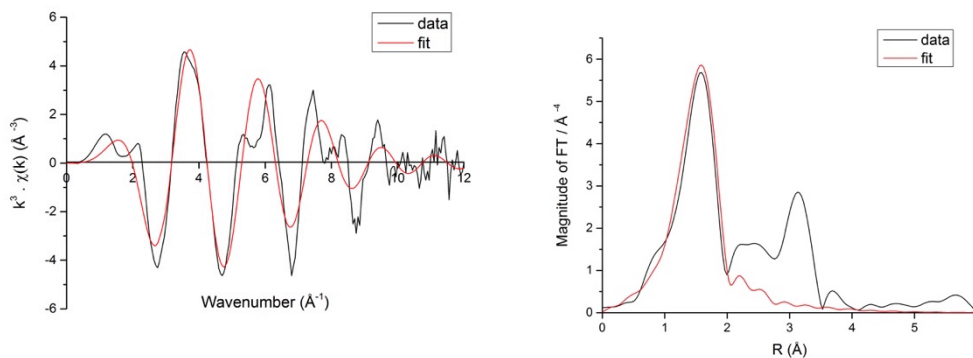 data
fit
k³ . χ(k) (Å⁻³)
6
4
2
0
-2
-4
-6
0 2 4 6 8 10 12
Wavenumber (Å⁻¹)
data
fit
Magnitude of FT / Å⁻⁴
6
5
4
3
2
1
0
0 1 2 3 4 5
R (Å)